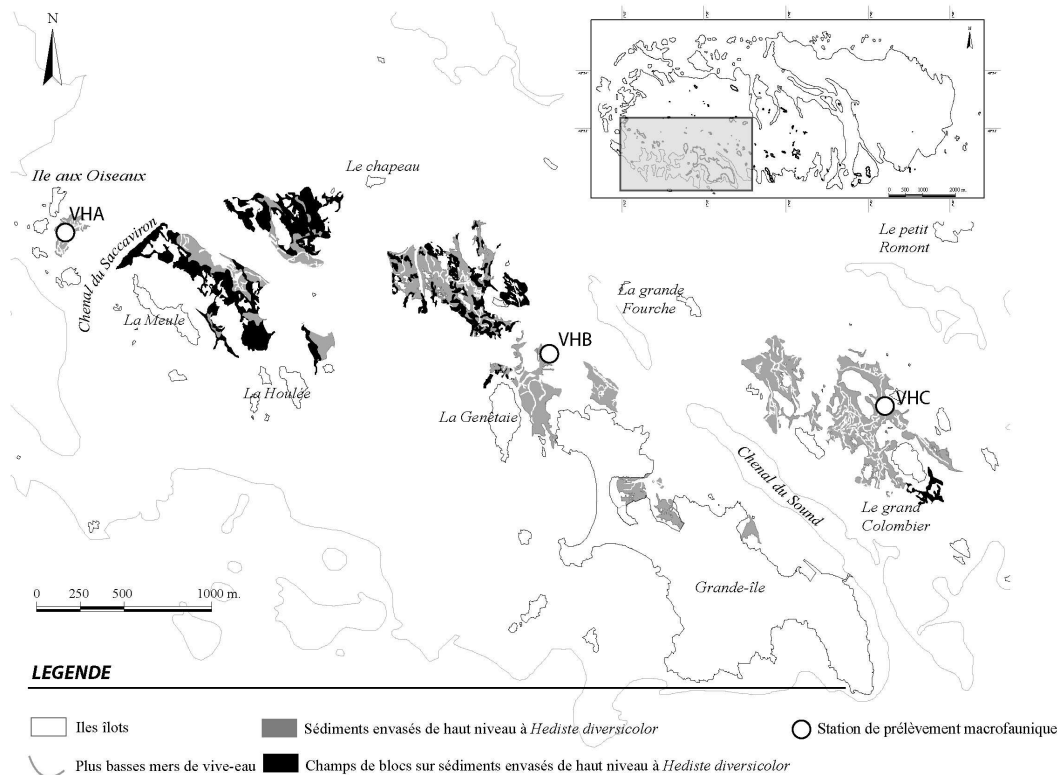 N
N
0 500 1000 2000 m.
Ile aux Oiseaux
Le chapeau
VHA
Chenal du Saccaviron
Le petit
Romont
La Meule
La grande
Fourche
VHB
La Houlée
La Genêtaie
VHC
Chenal du Sound
Le grand
Colombier
Grande-île
0 250 500 1000 m.
LEGENDE
Iles îlots
Sédiments envasés de haut niveau à Hediste diversicolor
Station de prélèvement macrofaunique
Plus basses mers de vive-eau
Champs de blocs sur sédiments envasés de haut niveau à Hediste diversicolor